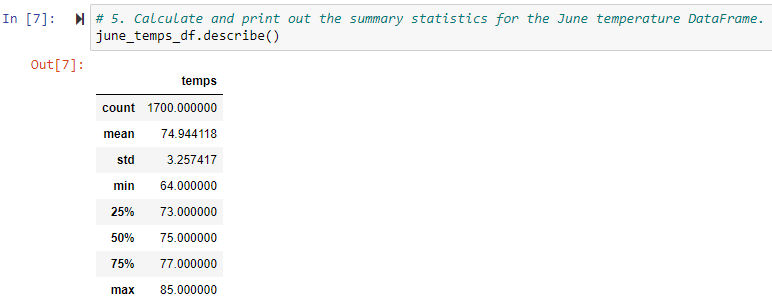 In [7]: # 5. Calculate and print out the summary statistics for the June temperature DataFrame.
june_temps_df.describe()
Out[7]:
temps
count 1700.000000
mean 74.944118
std 3.257417
min 64.000000
25% 73.000000
50% 75.000000
75% 77.000000
max 85.000000